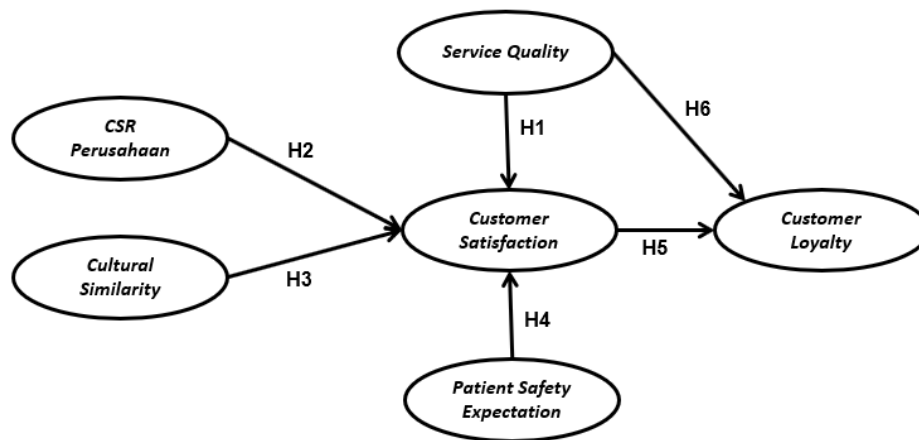 Service Quality
H6
H1
CSR
Perusahaan
H2
Customer
Satisfaction
Customer
Loyalty
H5
Cultural
Similarity
H3
H4
Patient Safety
Expectation